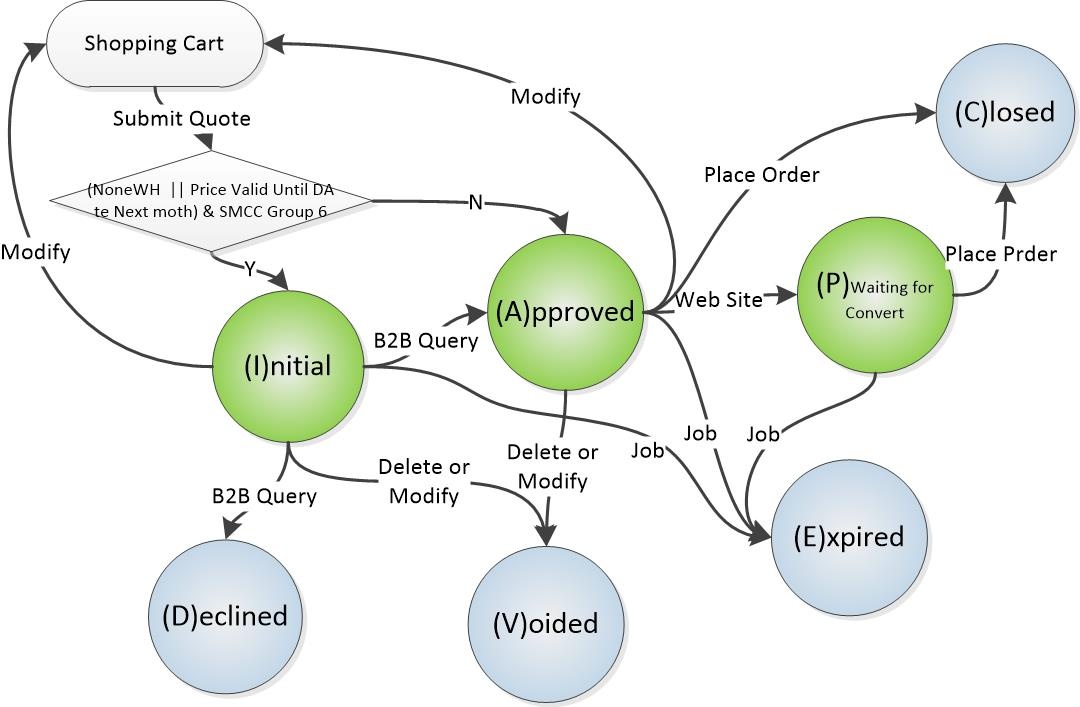 Shopping Cart
Modify
(C)losed
Submit Quote
Place Order
(NoneWH || Price Valid Until DA
te Next moth) & SMCC Group 6
N
Modify
Y
Place Prder
(P)Waiting for
Convert
Web Site
(A)pproved
B2B Query
(I)nitial
Job
Job
Job
Delete or
Modify
Delete or
Modify
B2B Query
(E)xpired
(D)eclined
(V)oided